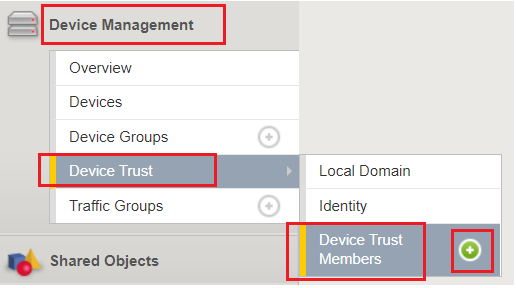 Device Management
Overview
Devices
Device Groups
Device Trust
Traffic Groups
Local Domain
Identity
Device Trust
Members
Shared Objects